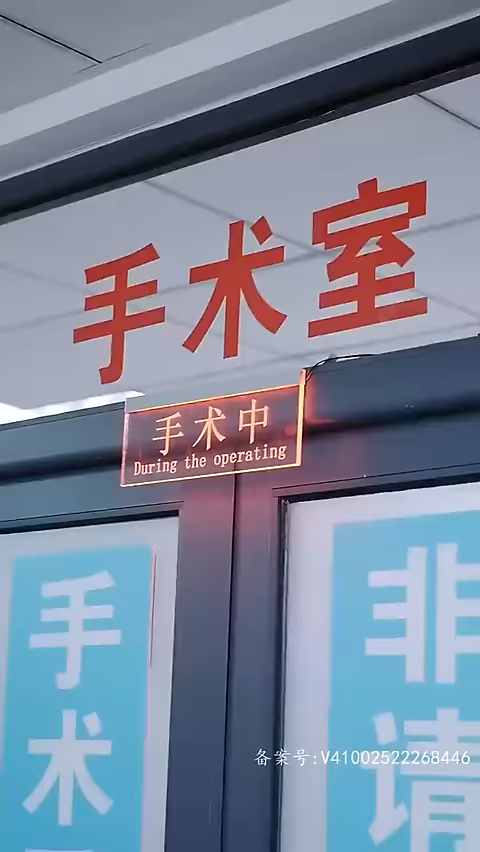 手术室
手术中
During the operating
手术
非请
备案号:V41002522268446